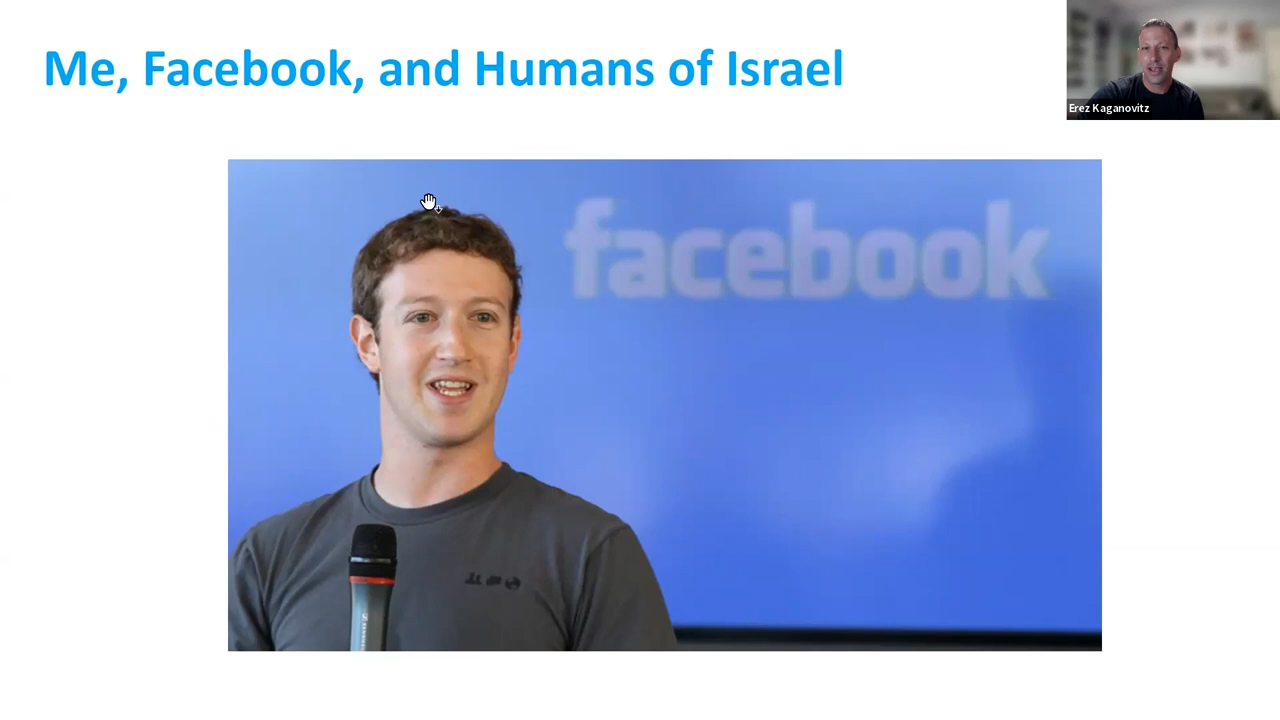 Me, Facebook, and Humans of Israel
Erez Kaganovitz
facebook